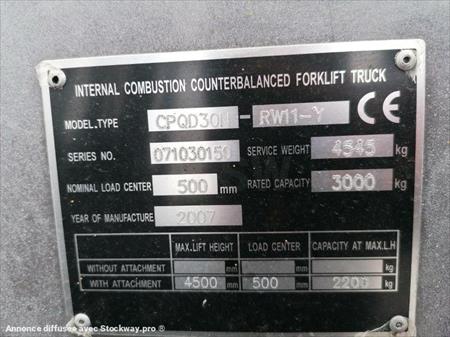 INTERNAL COMBUSTION COUNTERBALANCED FORKLIFT TRUCK
MODEL.TYPE CPQD30N - RW11-Y CE
SERIES NO. 071030150 SERVICE WEIGHT 4545 kg
NOMINAL LOAD CENTER 500 mm RATED CAPACITY 3000 kg
YEAR OF MANUFACTURE 2007
MAX.LIFT HEIGHT LOAD CENTER CAPACITY AT MAX.L.H
WITHOUT ATTACHMENT mm mm kg
WITH ATTACHMENT 4500 mm 500 mm 2200 kg
Annonce diffusée avec Stockway.pro ®